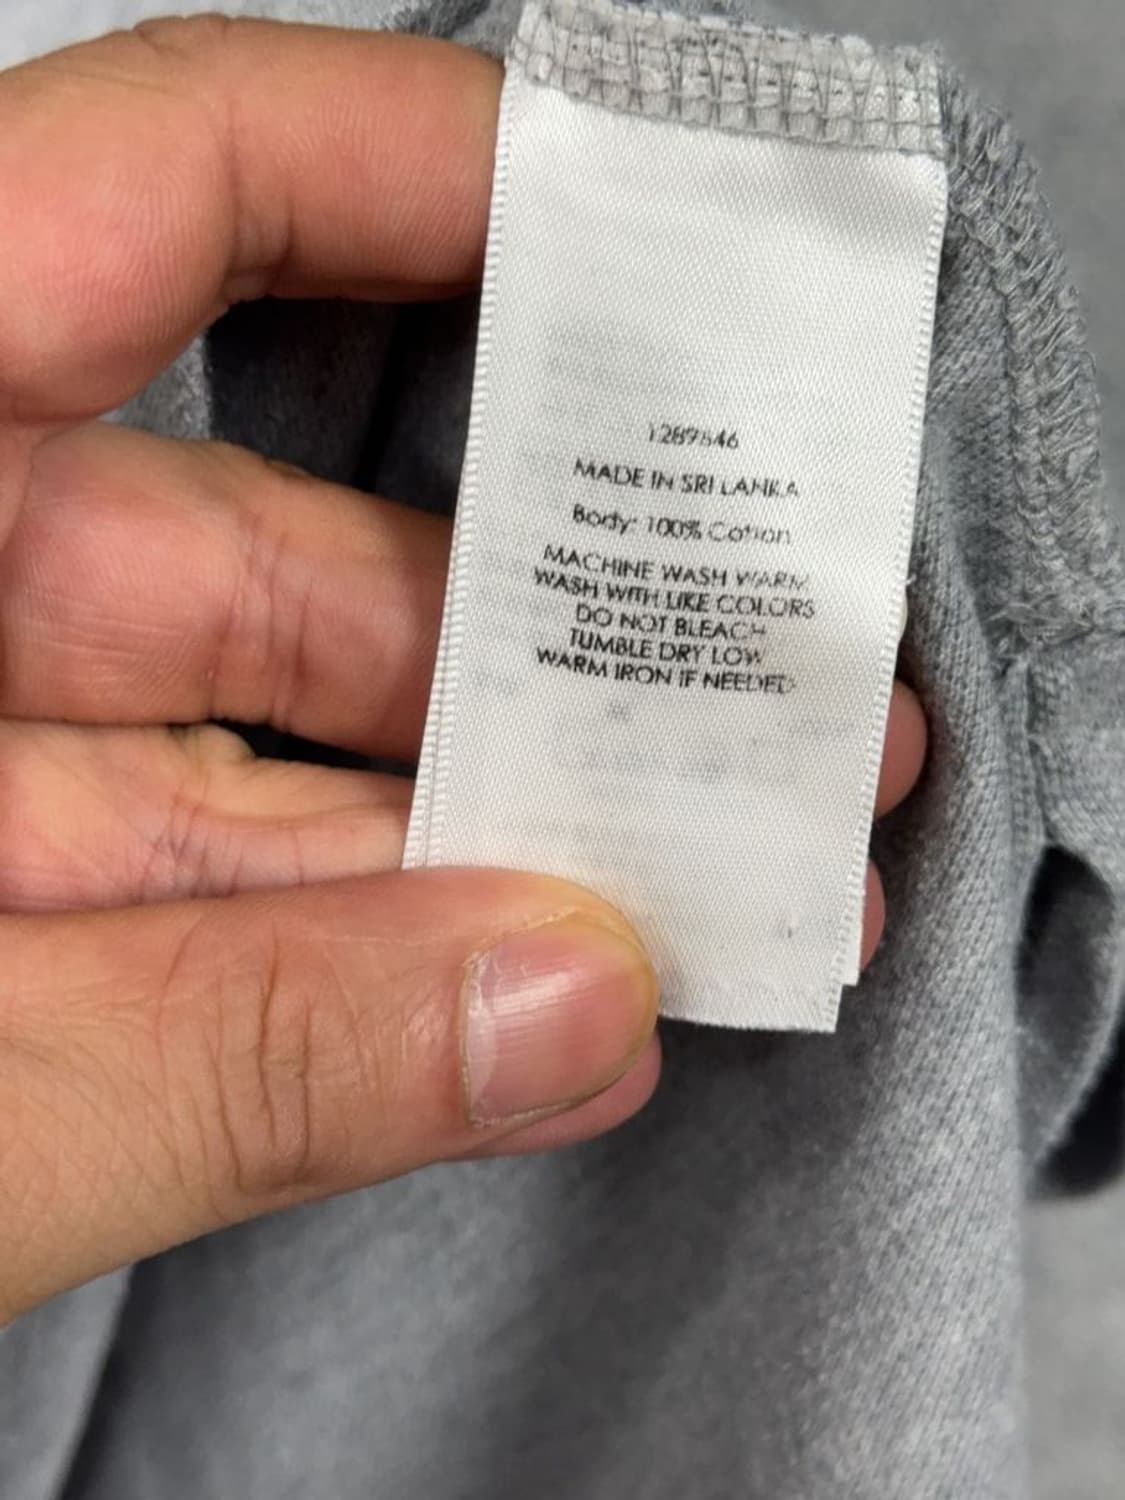 MADE IN SRI LANKA
Body: 100% Cotton
MACHINE WASH WARM
WASH WITH LIKE COLORS
DO NOT BLEACH
TUMBLE DRY LOW
WARM IRON IF NEEDED